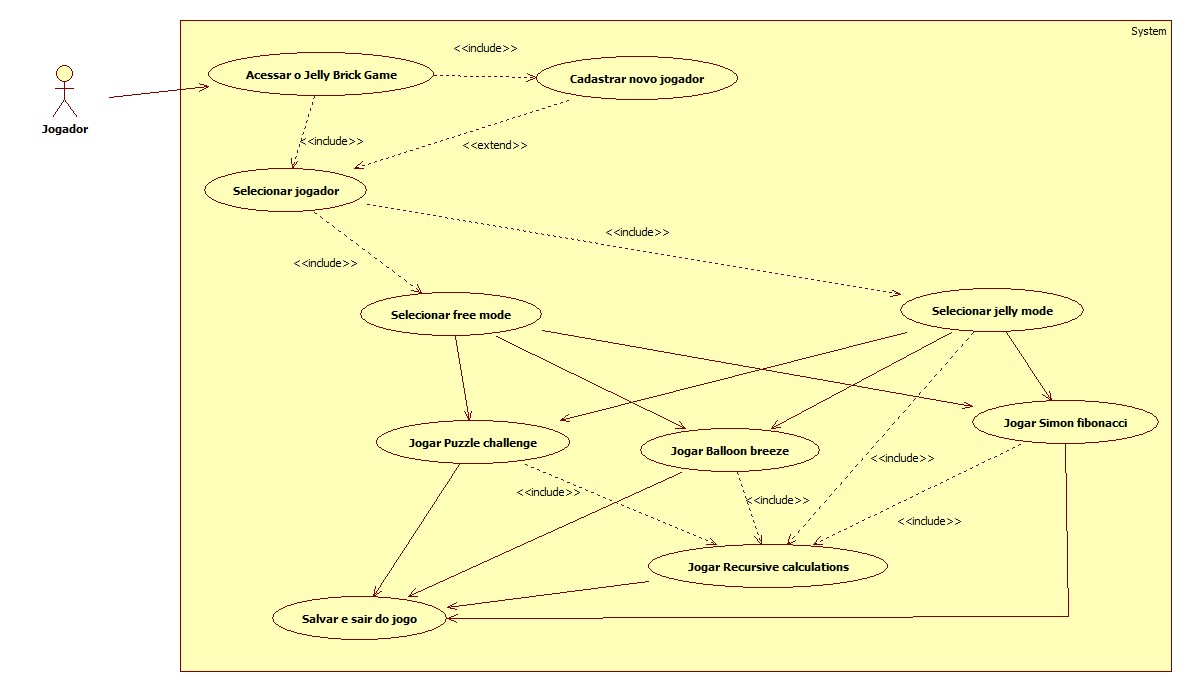 System
<<include>>
Acessar o Jelly Brick Game
Cadastrar novo jogador
Jogador
<<include>>
<<extend>>
Selecionar jogador
<<include>>
<<include>>
Selecionar free mode
Selecionar jelly mode
Jogar Puzzle challenge
Jogar Balloon breeze
Jogar Simon fibonacci
<<include>>
<<include>>
<<include>>
<<include>>
Jogar Recursive calculations
Salvar e sair do jogo